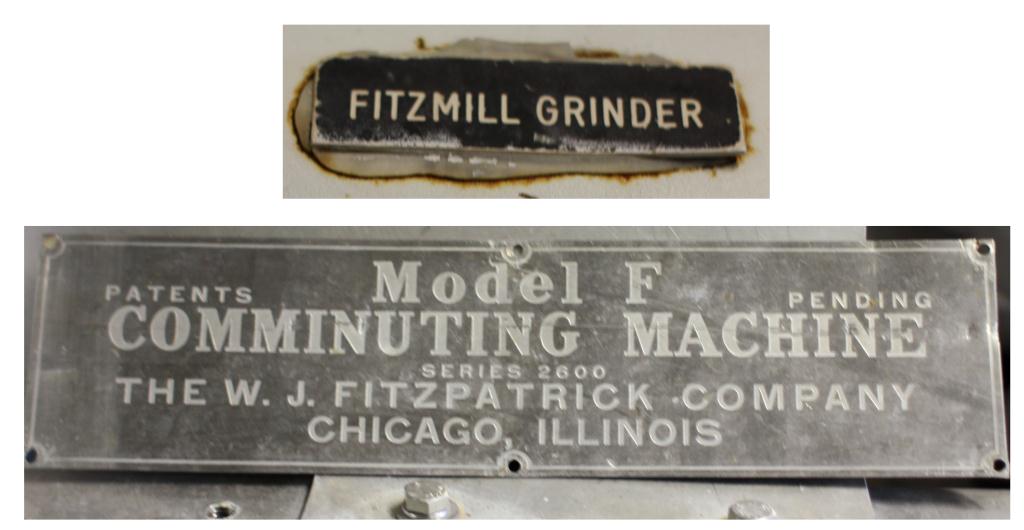 FITZMILL GRINDER
Model F
PATENTS PENDING
COMMINUTING MACHINE
SERIES 2600
THE W. J. FITZPATRICK COMPANY
CHICAGO, ILLINOIS